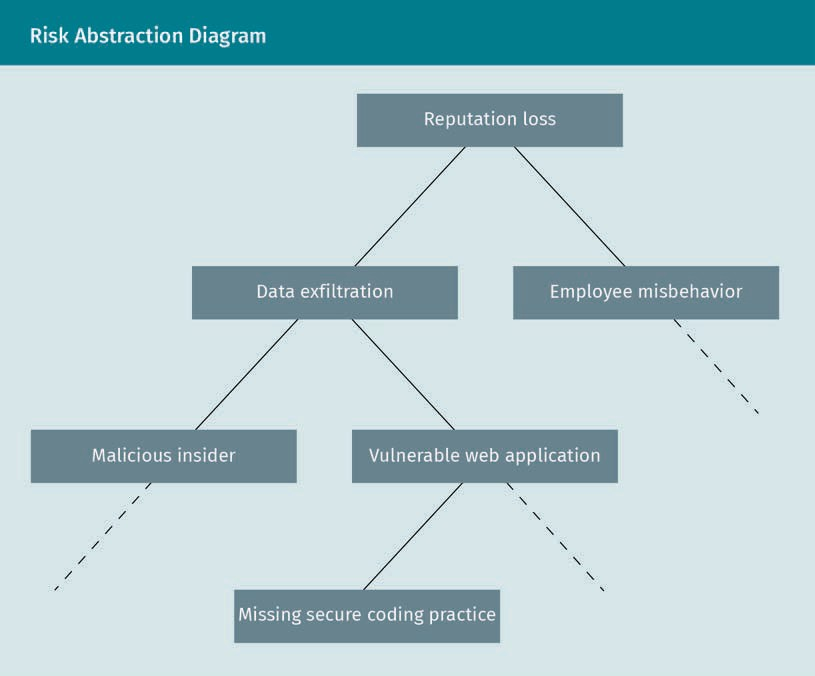 Risk Abstraction Diagram
Reputation loss
Data exfiltration
Employee misbehavior
Malicious insider
Vulnerable web application
Missing secure coding practice